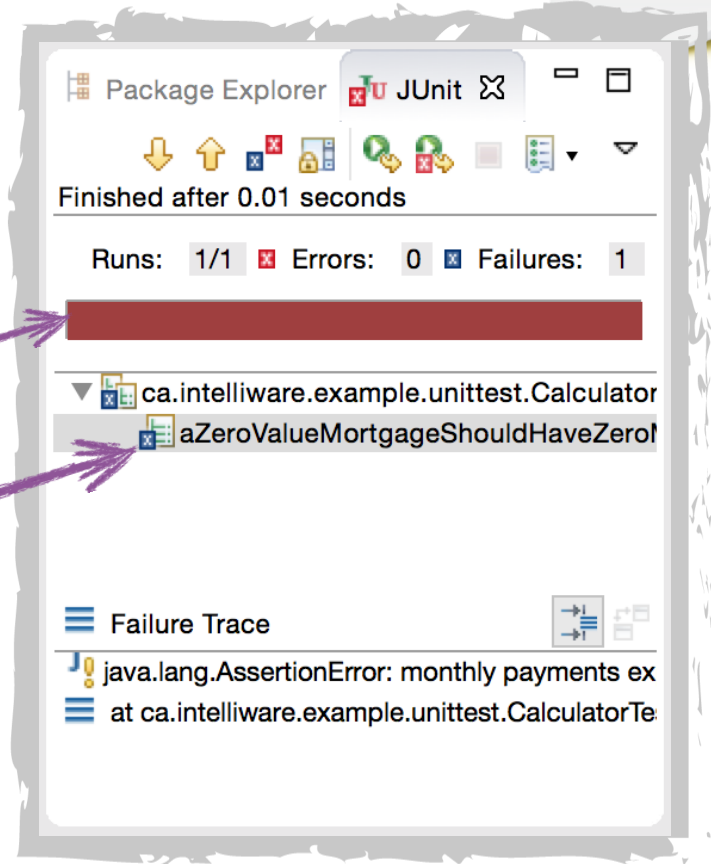 Package Explorer JUnit
Finished after 0.01 seconds
Runs: 1/1 Errors: 0 Failures: 1
ca.intelliware.example.unittest.Calculator
aZeroValueMortgageShouldHaveZero
Failure Trace
java.lang.AssertionError: monthly payments ex
at ca.intelliware.example.unittest.CalculatorTe